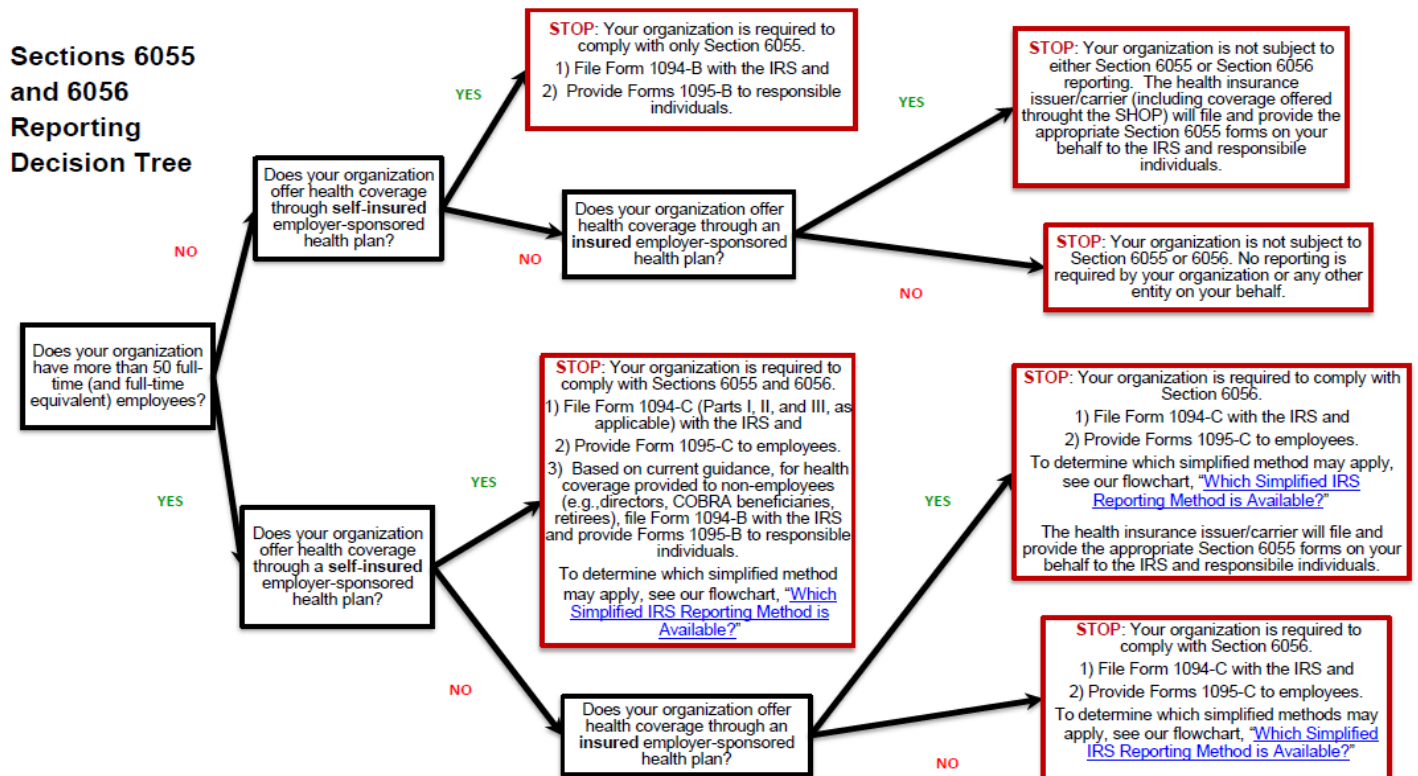 Sections 6055
and 6056
Reporting
Decision Tree
Does your organization
have more than 50 full-
time (and full-time
equivalent) employees?
NO
Does your organization
offer health coverage
through self-insured
employer-sponsored
health plan?
YES
STOP: Your organization is required to
comply with only Section 6055.
1) File Form 1094-B with the IRS and
2) Provide Forms 1095-B to responsible
individuals.
NO
Does your organization offer
health coverage through an
insured employer-sponsored
health plan?
YES
STOP: Your organization is not subject to
either Section 6055 or Section 6056
reporting. The health insurance
issuer/carrier (including coverage offered
throught the SHOP) will file and provide the
appropriate Section 6055 forms on your
behalf to the IRS and responsibile
individuals.
NO
STOP: Your organization is not subject to
Section 6055 or 6056. No reporting is
required by your organization or any other
entity on your behalf.
YES
Does your organization
offer health coverage
through a self-insured
employer-sponsored
health plan?
YES
STOP: Your organization is required to
comply with Sections 6055 and 6056.
1) File Form 1094-C (Parts I, II, and III, as
applicable) with the IRS and
2) Provide Form 1095-C to employees.
3) Based on current guidance, for health
coverage provided to non-employees
(e.g.,directors, COBRA beneficiaries,
retirees), file Form 1094-B with the IRS
and provide Forms 1095-B to responsible
individuals.
To determine which simplified method
may apply, see our flowchart, “Which
Simplified IRS Reporting Method is
Available?”
NO
Does your organization offer
health coverage through an
insured employer-sponsored
health plan?
YES
STOP: Your organization is required to comply with
Section 6056.
1) File Form 1094-C with the IRS and
2) Provide Forms 1095-C to employees.
To determine which simplified method may apply,
see our flowchart, “Which Simplified IRS
Reporting Method is Available?”
The health insurance issuer/carrier will file and
provide the appropriate Section 6055 forms on your
behalf to the IRS and responsibile individuals.
NO
STOP: Your organization is required to
comply with Section 6056.
1) File Form 1094-C with the IRS and
2) Provide Forms 1095-C to employees.
To determine which simplified methods may
apply, see our flowchart, “Which Simplified
IRS Reporting Method is Available?”